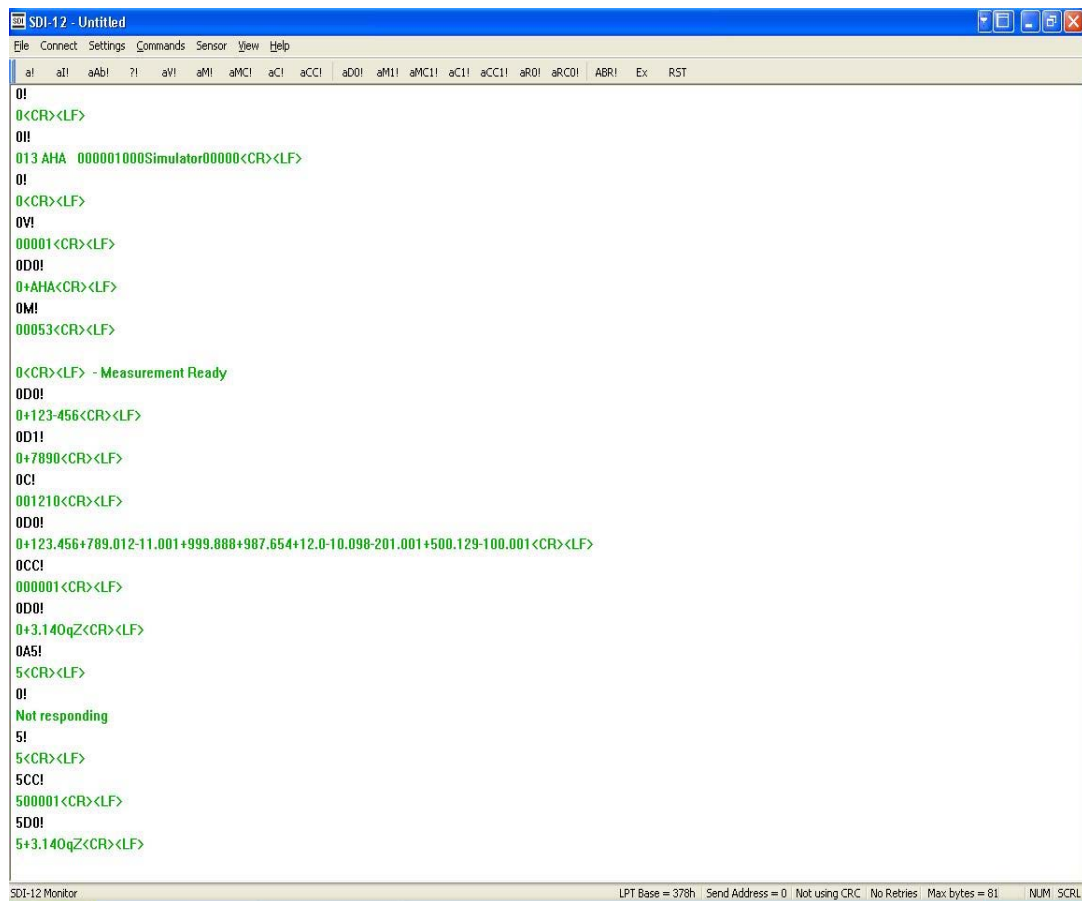 SDI-12 - Untitled
File Connect Settings Commands Sensor View Help
a! aI! aAb! ?! aV! aM! aMC! aC! aCC! aD0! aM1! aMC1! aC1! aCC1! aR0! aRC0! ABR! Ex RST
0!
0<CR><LF>
0I!
013 AHA   000001000Simulator00000<CR><LF>
0!
0<CR><LF>
0V!
00001<CR><LF>
0D0!
0+AHA<CR><LF>
0M!
00053<CR><LF>
0<CR><LF>  - Measurement Ready
0D0!
0+123-456<CR><LF>
0D1!
0+7890<CR><LF>
0C!
001210<CR><LF>
0D0!
0+123.456+789.012-11.001+999.888+987.654+12.0-10.098-201.001+500.129-100.001<CR><LF>
0CC!
000001<CR><LF>
0D0!
0+3.14OqZ<CR><LF>
0A5!
5<CR><LF>
0!
Not responding
5!
5<CR><LF>
5CC!
500001<CR><LF>
5D0!
5+3.14OqZ<CR><LF>
SDI-12 Monitor LPT Base = 378h Send Address = 0 Not using CRC No Retries Max bytes = 81 NUM SCRL